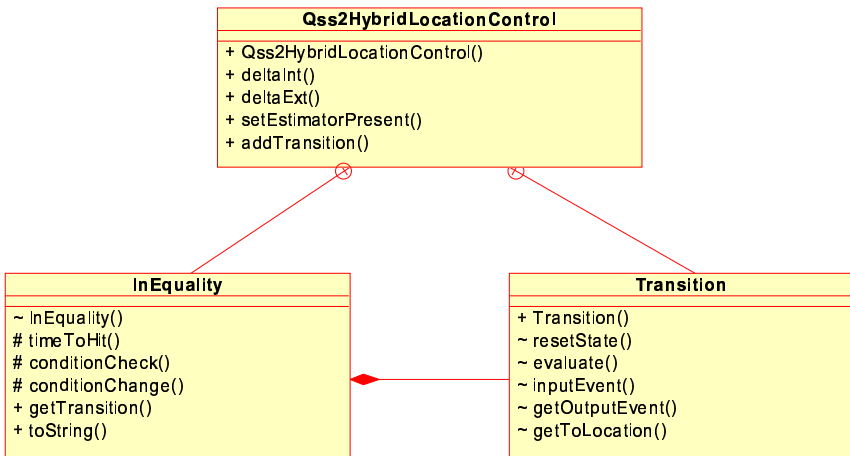 Qss2HybridLocationControl
+ Qss2HybridLocationControl()
+ deltaInt()
+ deltaExt()
+ setEstimatorPresent()
+ addTransition()
InEquality
~ InEquality()
# timeToHit()
# conditionCheck()
# conditionChange()
+ getTransition()
+ toString()
Transition
+ Transition()
~ resetState()
~ evaluate()
~ inputEvent()
~ getOutputEvent()
~ getToLocation()